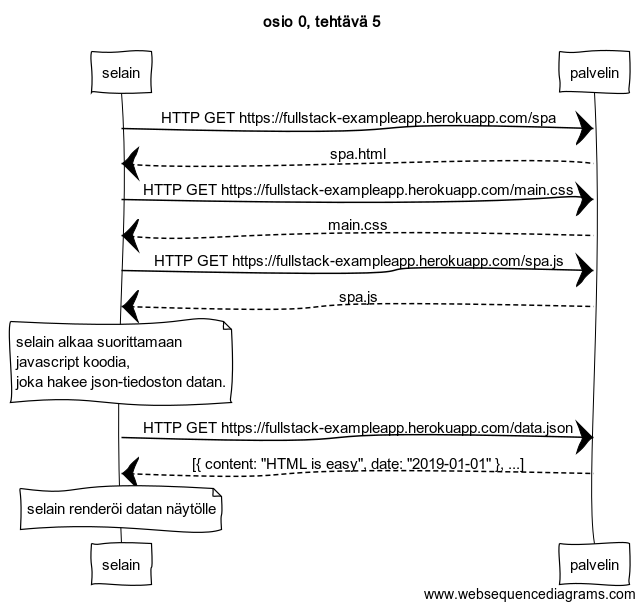 osio 0, tehtävä 5
selain
palvelin
HTTP GET https://fullstack-exampleapp.herokuapp.com/spa
spa.html
HTTP GET https://fullstack-exampleapp.herokuapp.com/main.css
main.css
HTTP GET https://fullstack-exampleapp.herokuapp.com/spa.js
spa.js
selain alkaa suorittamaan
javascript koodia,
joka hakee json-tiedoston datan.
HTTP GET https://fullstack-exampleapp.herokuapp.com/data.json
[{ content: "HTML is easy", date: "2019-01-01" }, ...]
selain renderöi datan näytölle
selain
palvelin
www.websequencediagrams.com